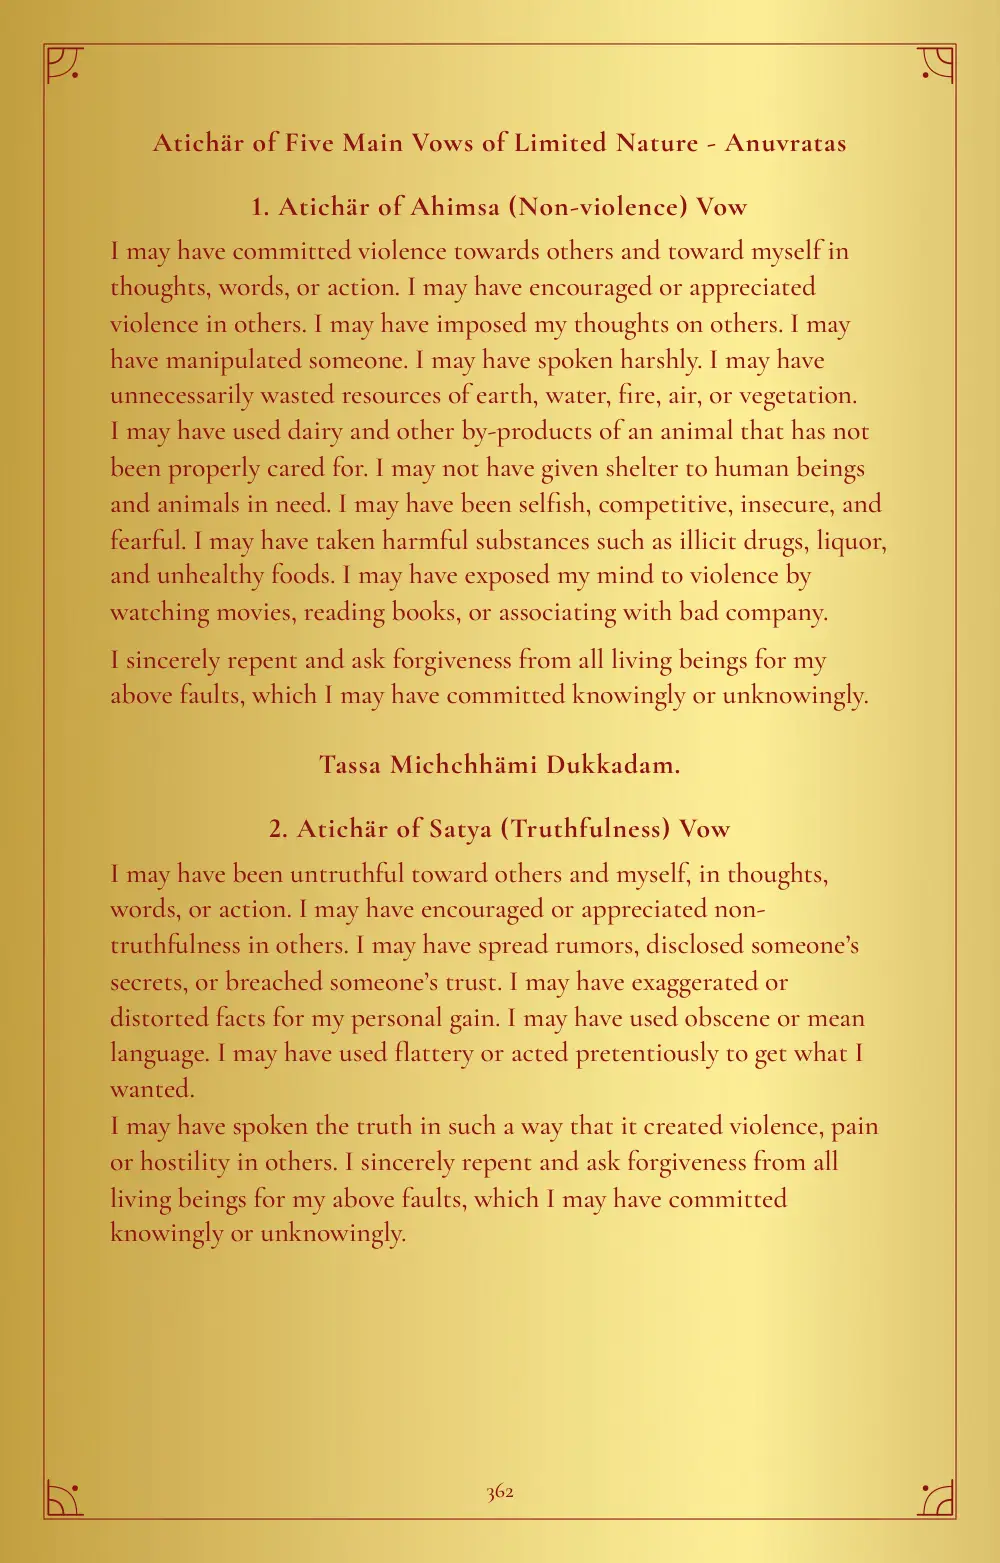 Atichär of Five Main Vows of Limited Nature - Anuvratas
1. Atichär of Ahimsa (Non-violence) Vow
I may have committed violence towards others and toward myself in
thoughts, words, or action. I may have encouraged or appreciated
violence in others. I may have imposed my thoughts on others. I may
have manipulated someone. I may have spoken harshly. I may have
unnecessarily wasted resources of earth, water, fire, air, or vegetation.
I may have used dairy and other by-products of an animal that has not
been properly cared for. I may not have given shelter to human beings
and animals in need. I may have been selfish, competitive, insecure, and
fearful. I may have taken harmful substances such as illicit drugs, liquor,
and unhealthy foods. I may have exposed my mind to violence by
watching movies, reading books, or associating with bad company.
I sincerely repent and ask forgiveness from all living beings for my
above faults, which I may have committed knowingly or unknowingly.
Tassa Michchhämi Dukkadam.
2. Atichär of Satya (Truthfulness) Vow
I may have been untruthful toward others and myself, in thoughts,
words, or action. I may have encouraged or appreciated non-
truthfulness in others. I may have spread rumors, disclosed someone’s
secrets, or breached someone’s trust. I may have exaggerated or
distorted facts for my personal gain. I may have used obscene or mean
language. I may have used flattery or acted pretentiously to get what I
wanted.
I may have spoken the truth in such a way that it created violence, pain
or hostility in others. I sincerely repent and ask forgiveness from all
living beings for my above faults, which I may have committed
knowingly or unknowingly.
362